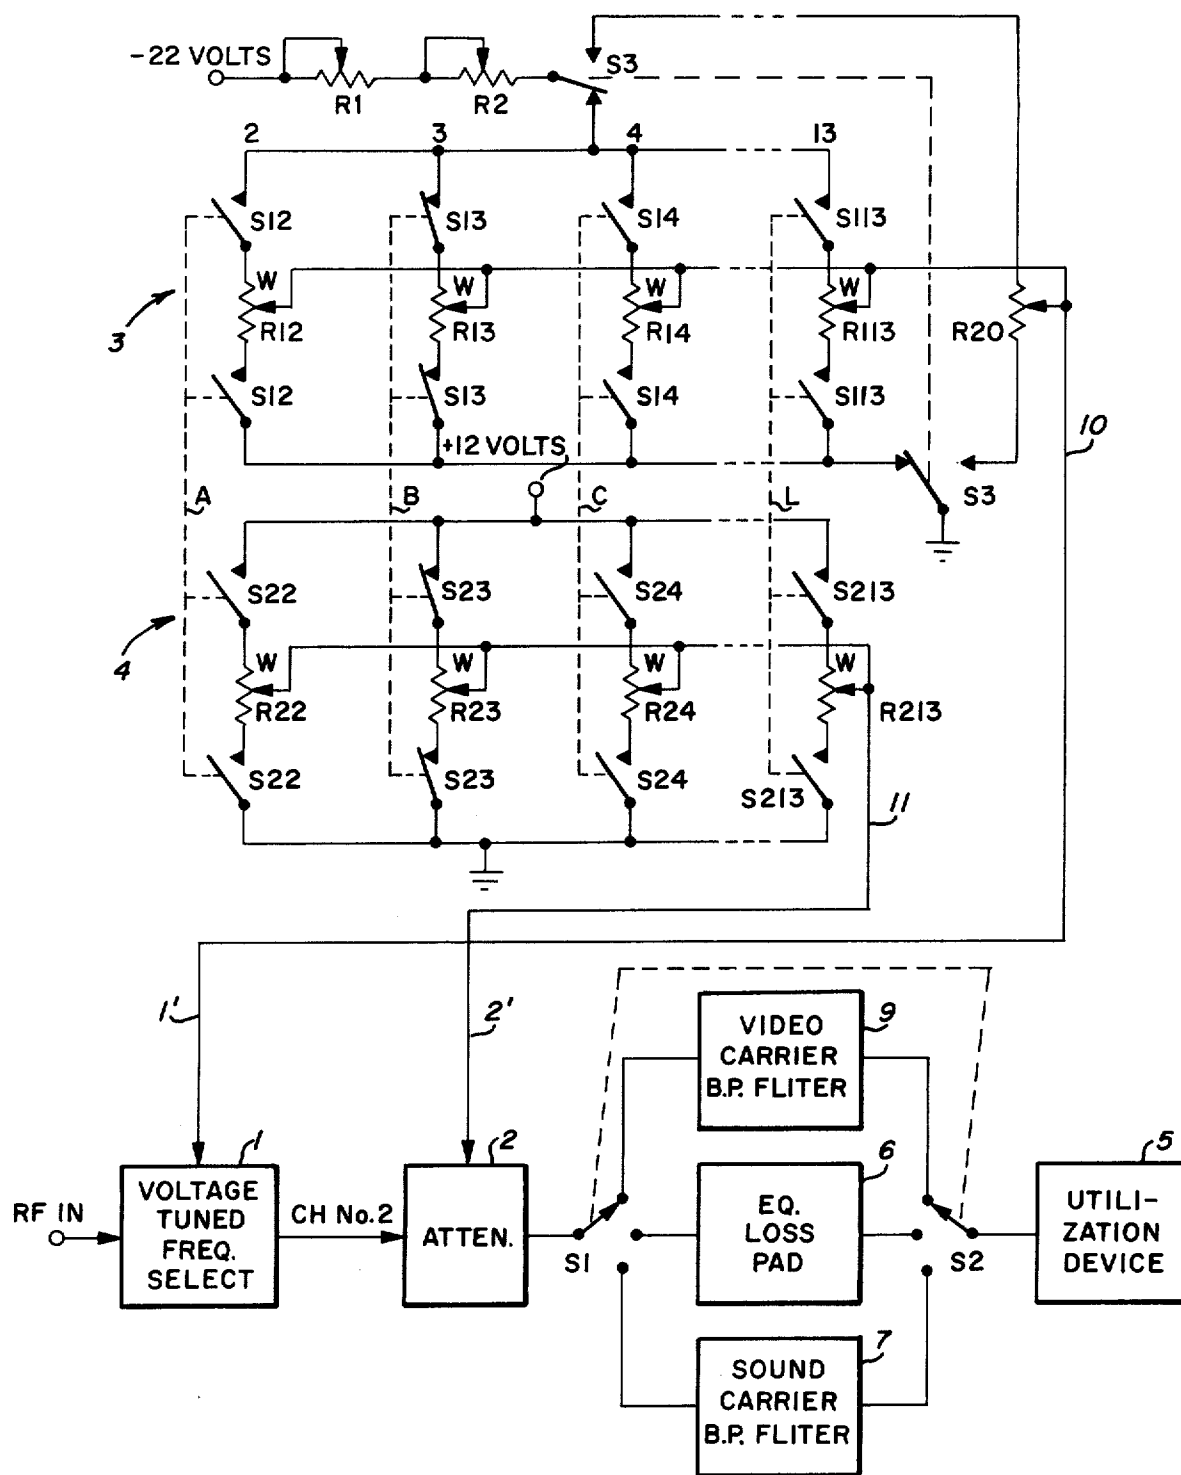 -22 VOLTS
R1
R2
S3
2
3
4
13
S12
S13
S14
S113
W
W
W
W
R12
R13
R14
R113
R20
3
S12
S13
S14
S113
+12 VOLTS
10
A
B
C
L
S3
S22
S23
S24
S213
4
W
W
W
W
R22
R23
R24
R213
S22
S23
S24
S213
11
1'
2'
VIDEO
CARRIER
B.P. FLITER
9
1
2
6
5
RF IN
VOLTAGE
TUNED
FREQ.
SELECT
CH No.2
ATTEN.
S1
EQ.
LOSS
PAD
S2
UTILI-
ZATION
DEVICE
7
SOUND
CARRIER
B.P. FLITER